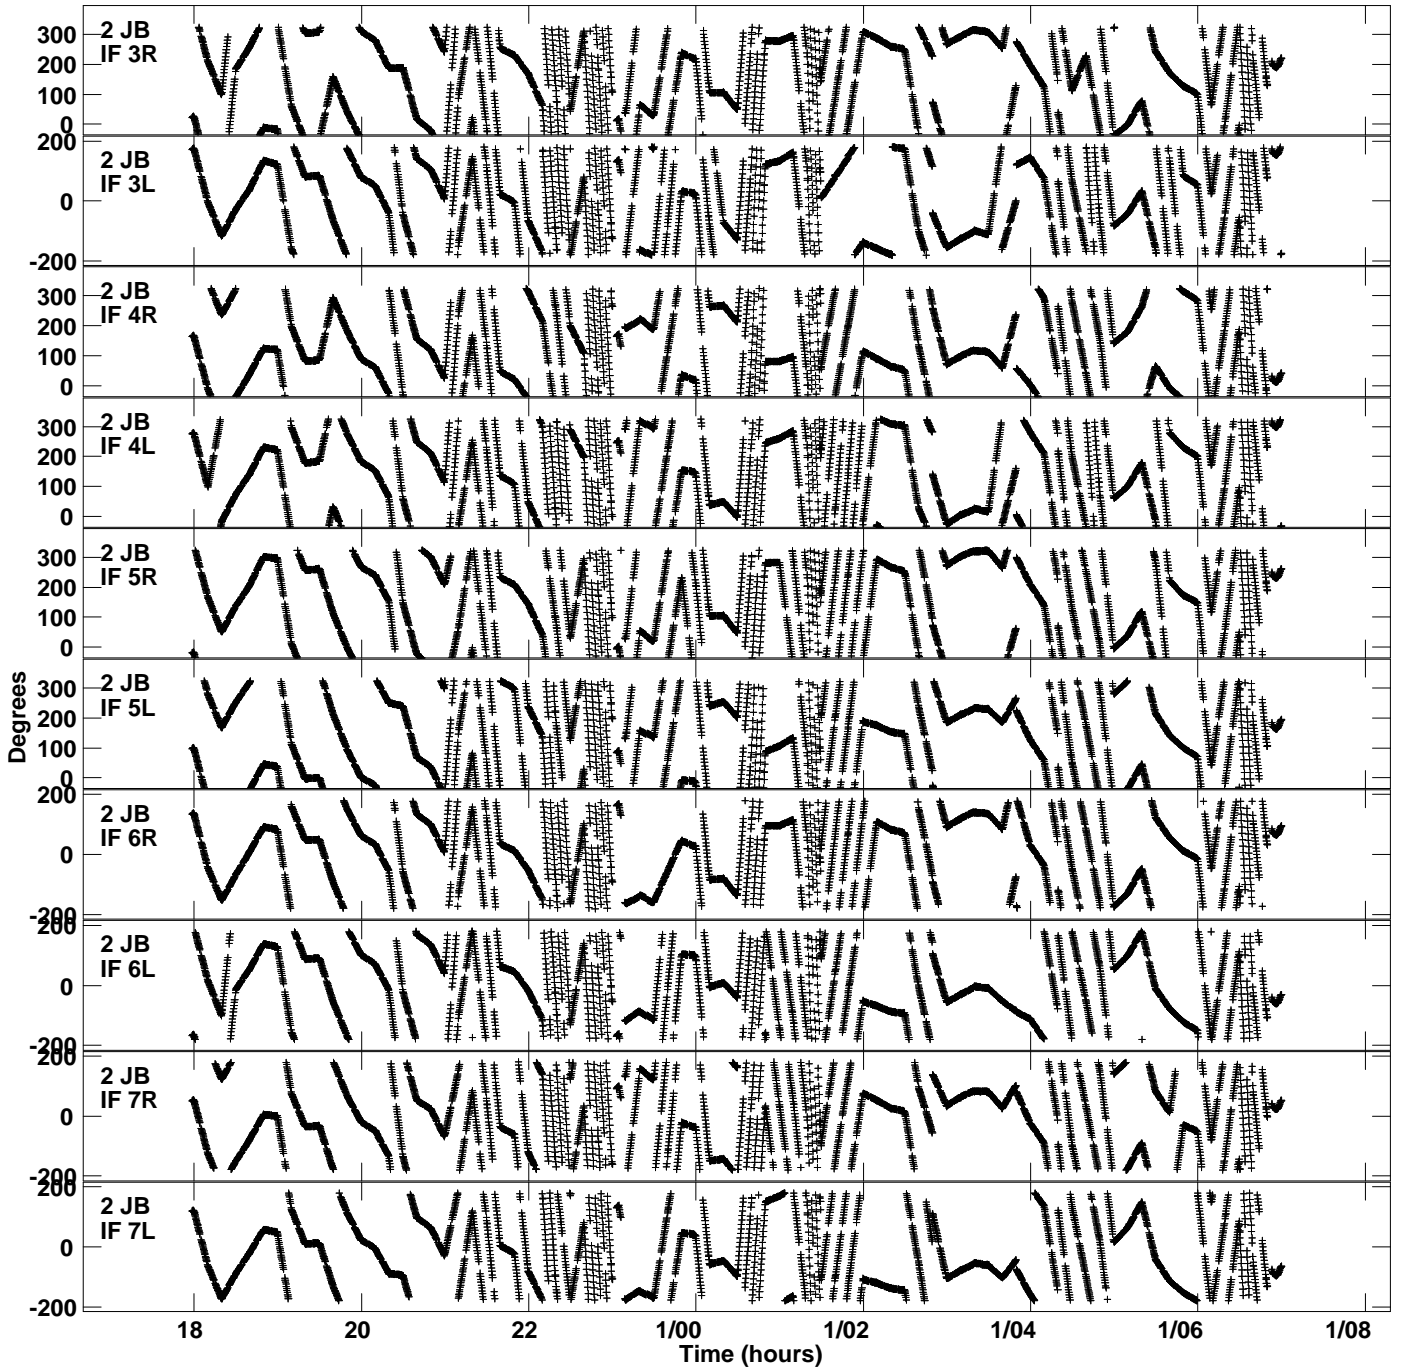 2 JB
IF 3R
300
200
100
0
2 JB
IF 3L
200
0
-200
2 JB
IF 4R
300
200
100
0
2 JB
IF 4L
300
200
100
0
2 JB
IF 5R
300
200
100
0
2 JB
IF 5L
300
200
100
0
2 JB
IF 6R
200
0
-200
2 JB
IF 6L
200
0
-200
2 JB
IF 7R
200
0
-200
2 JB
IF 7L
200
0
-200
Degrees
18 20 22 1/00 1/02 1/04 1/06 1/08
Time (hours)